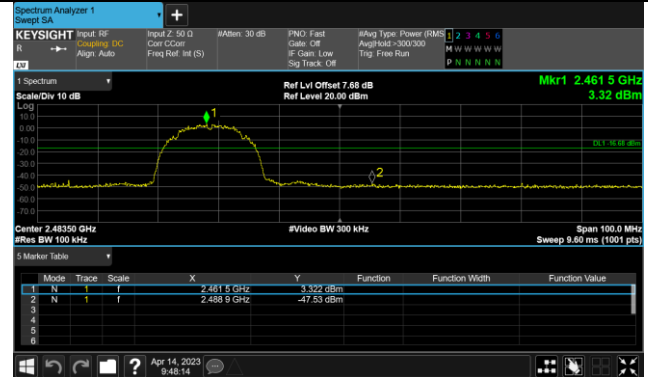 Spectrum Analyzer 1
Swept SA
+
KEYSIGHT Input: RF Input Z: 50 Ω #Atten: 30 dB PNO: Fast #Avg Type: Power (RMS 1 2 3 4 5 6
R Coupling: DC Corr CCorr Gate: Off Avg|Hold:>300/300 M W W W W W
Align: Auto Freq Ref: Int (S) IF Gain: Low Trig: Free Run
Sig Track: Off P N N N N N
LXI
1 Spectrum Ref Lvl Offset 7.68 dB Mkr1 2.461 5 GHz
Scale/Div 10 dB Ref Level 20.00 dBm 3.32 dBm
Log
10.0
0.00
-10.0
-20.0
-30.0
-40.0
-50.0
-60.0
-70.0
1
DL1 -16.68 dBm
2
Center 2.48350 GHz #Video BW 300 kHz Span 100.0 MHz
#Res BW 100 kHz Sweep 9.60 ms (1001 pts)
5 Marker Table
Mode Trace Scale X Y Function Function Width Function Value
1 N 1 f 2.461 5 GHz 3.322 dBm
2 N 1 f 2.488 9 GHz -47.53 dBm
3
4
5
6
? Apr 14, 2023
9:48:14